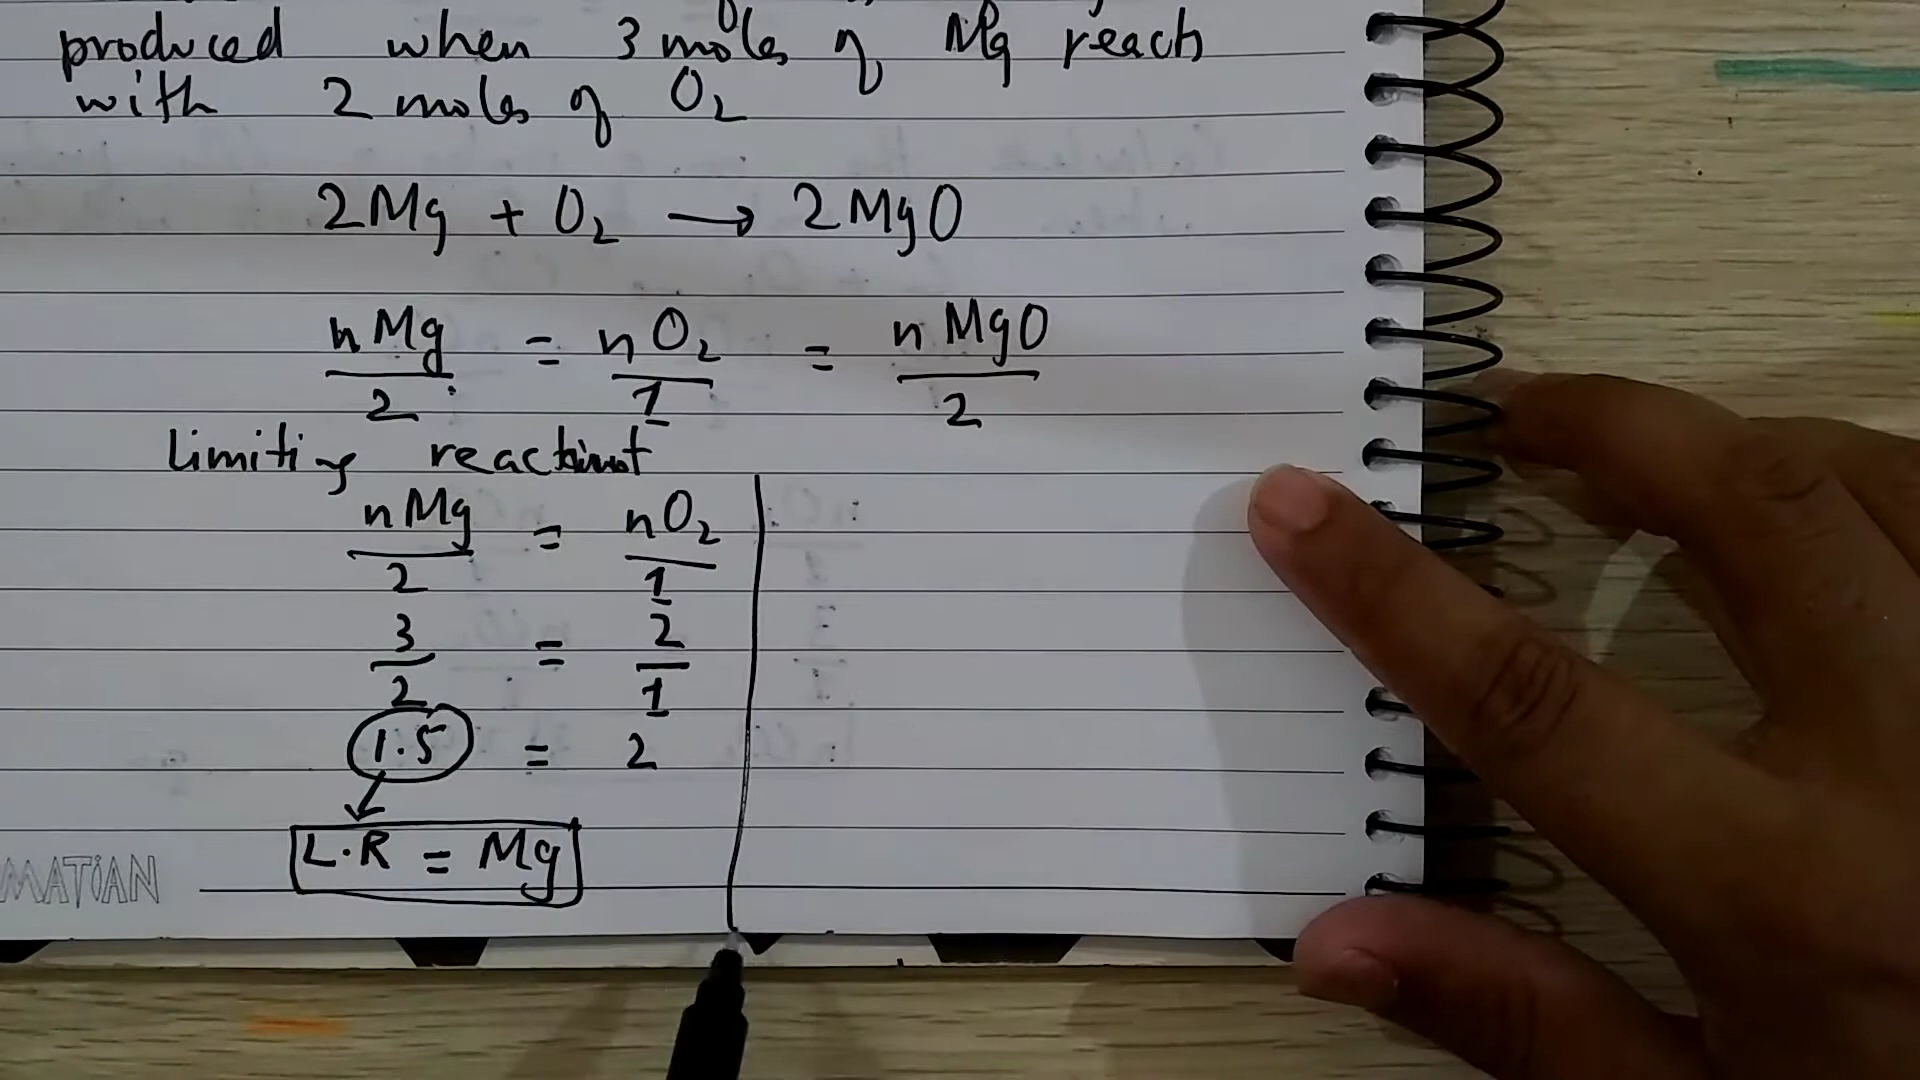 produced when 3 moles of Mg reach
with 2 moles of O₂
2Mg + O₂ → 2MgO
nMg/2 = nO₂/1 = nMgO/2
limiting reactant
nMg/2 = nO₂/1
3/2 = 2/1
1.5 = 2
L.R = Mg
MATiAN